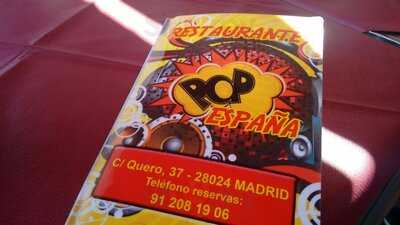 RESTAURANTE
POP
ESPAÑA
C/ Quero, 37 - 28024 MADRID
Teléfono reservas:
91 208 19 06